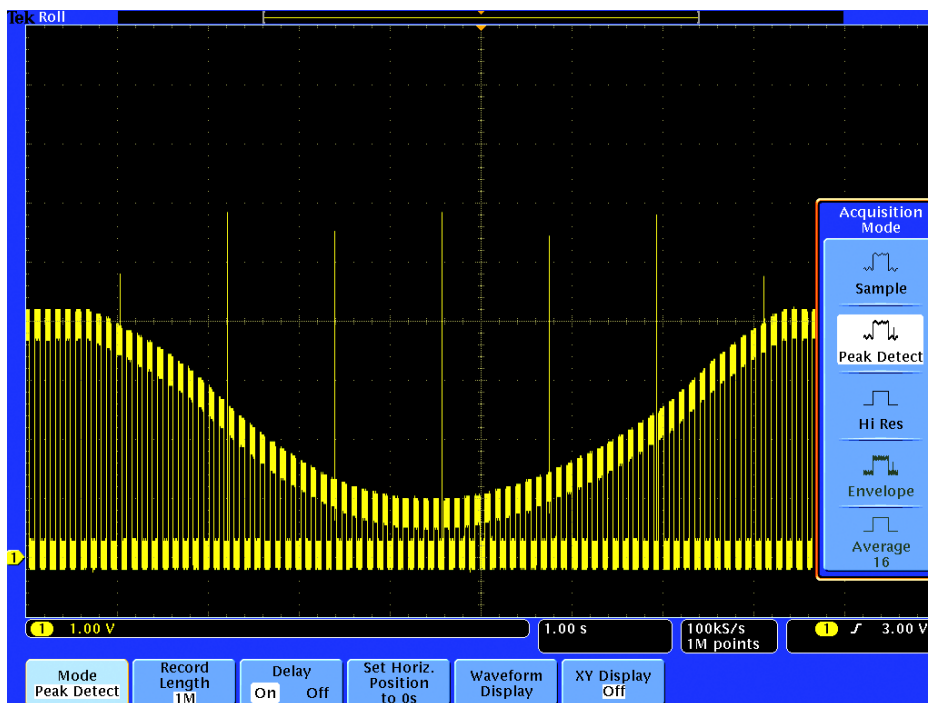 Tek Roll
Acquisition
Mode
Sample
Peak Detect
Hi Res
Envelope
Average
16
1
1 1.00 V
1.00 s
100kS/s
1M points
1 3.00 V
Mode
Peak Detect
Record
Length
1M
Delay
On Off
Set Horiz.
Position
to 0s
Waveform
Display
XY Display
Off